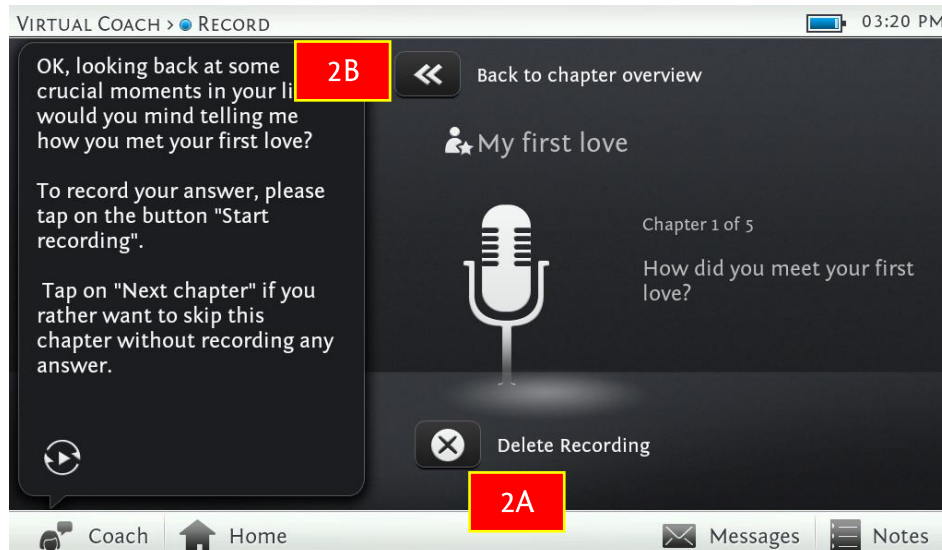 VIRTUAL COACH > RECORD
03:20 PM
OK, looking back at some
crucial moments in your li
would you mind telling me
how you met your first love?
To record your answer, please
tap on the button "Start
recording".
Tap on "Next chapter" if you
rather want to skip this
chapter without recording any
answer.
2B
Back to chapter overview
My first love
Chapter 1 of 5
How did you meet your first
love?
Delete Recording
2A
Coach
Home
Messages
Notes